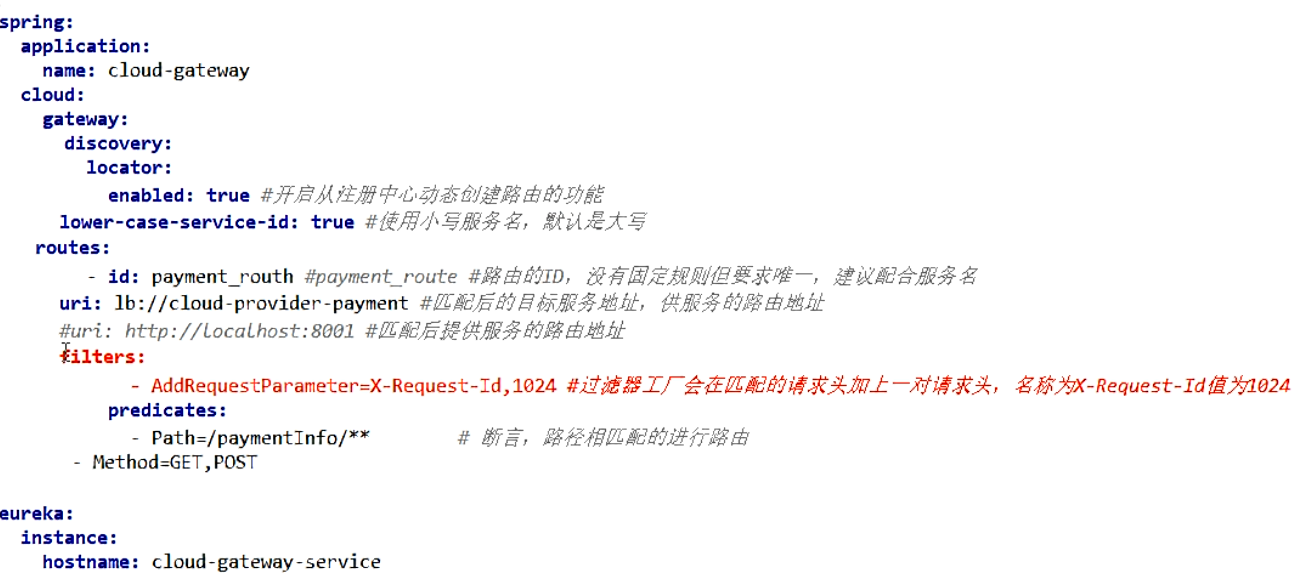 spring:
application:
name: cloud-gateway
cloud:
gateway:
discovery:
locator:
enabled: true #开启从注册中心动态创建路由的功能
lower-case-service-id: true #使用小写服务名，默认是大写
routes:
- id: payment_routh #payment_route #路由的ID，没有固定规则但要求唯一，建议配合服务名
uri: lb://cloud-provider-payment #匹配后的目标服务地址，供服务的路由地址
#uri: http://localhost:8001 #匹配后提供服务的路由地址
filters:
- AddRequestParameter=X-Request-Id,1024 #过滤器工厂会在匹配的请求头加上一对请求头，名称为X-Request-Id值为1024
predicates:
- Path=/paymentInfo/** # 断言，路径相匹配的进行路由
- Method=GET,POST
eureka:
instance:
hostname: cloud-gateway-service